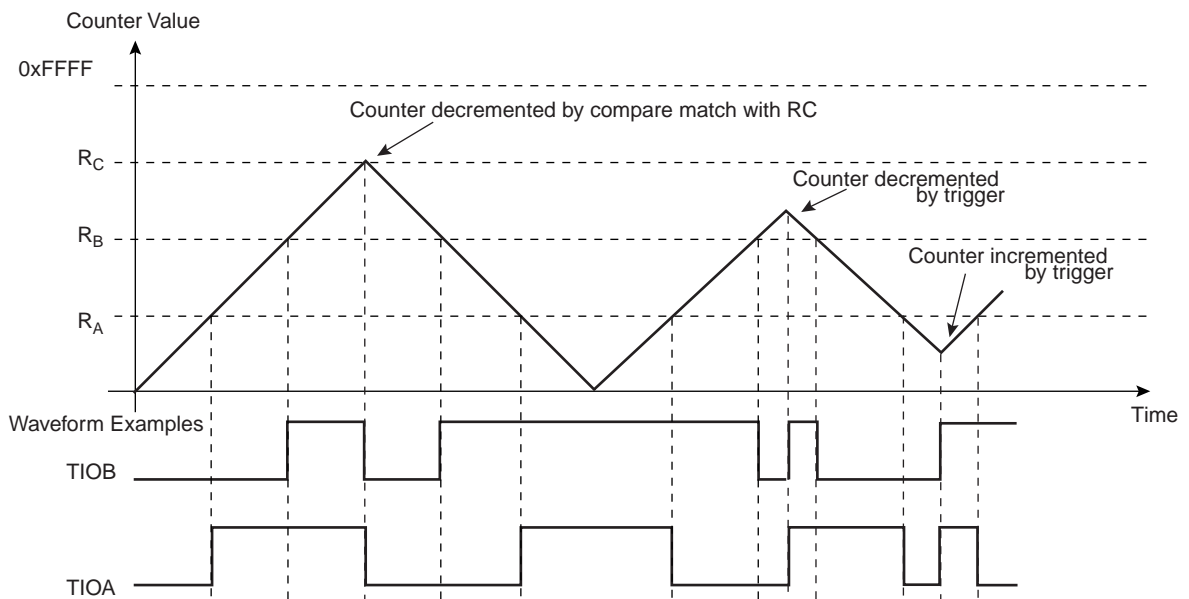 Counter Value
0xFFFF
Counter decremented by compare match with RC
RC
Counter decremented
by trigger
RB
Counter incremented
by trigger
RA
Time
Waveform Examples
TIOB
TIOA